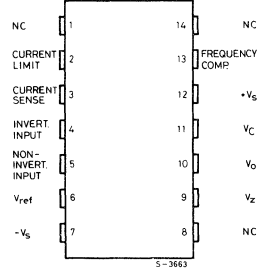 NC 1 14 NC
CURRENT LIMIT 2 13 FREQUENCY COMP.
CURRENT SENSE 3 12 +Vs
INVERT. INPUT 4 11 VC
NON-INVERT. INPUT 5 10 Vo
Vref 6 9 Vz
-Vs 7 8 NC
S-3663